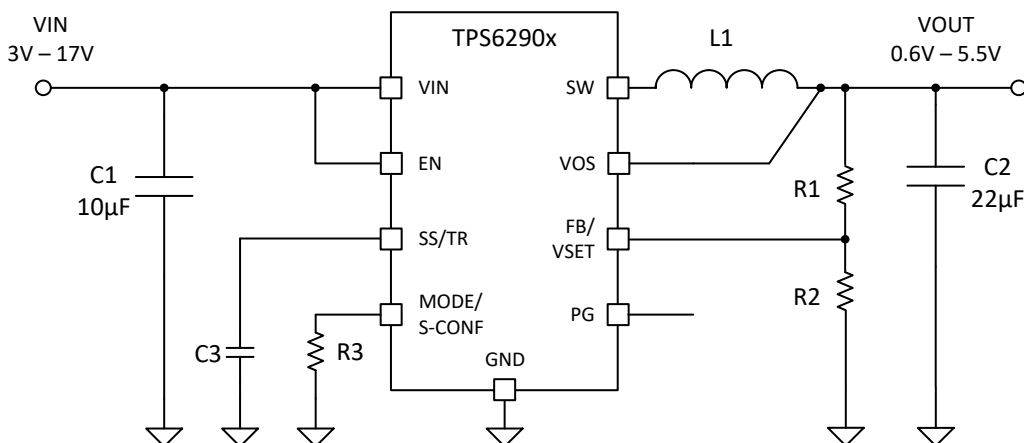 VIN
3V – 17V
TPS6290x
L1
VOUT
0.6V – 5.5V
VIN
SW
EN
VOS
C1
10µF
R1
C2
22µF
SS/TR
FB/
VSET
MODE/
S-CONF
PG
R2
C3
R3
GND